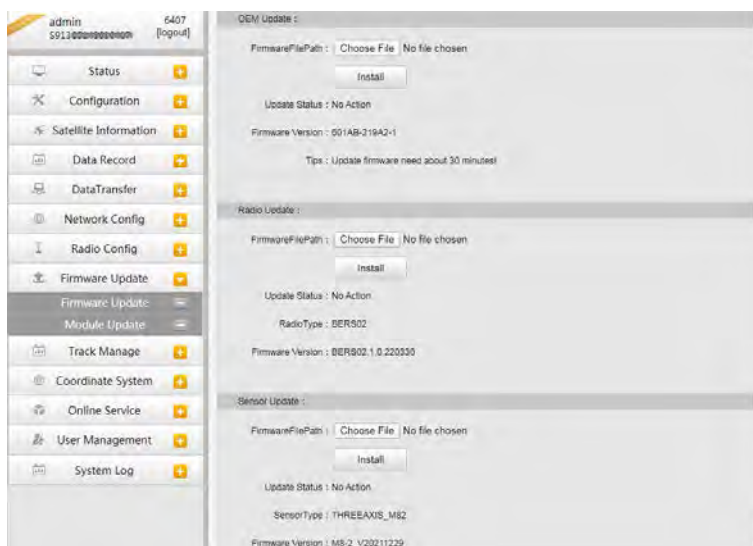 admin 6407
[logout]
Status
Configuration
Satellite Information
Data Record
DataTransfer
Network Config
Radio Config
Firmware Update
Firmware Update
Module Update
Track Manage
Coordinate System
Online Service
User Management
System Log
OEM Update :
FirmwareFilePath : Choose File No file chosen
Install
Update Status : No Action
Firmware Version : 601AB-219A2-1
Tips : Update firmware need about 30 minutes!
Radio Update :
FirmwareFilePath : Choose File No file chosen
Install
Update Status : No Action
RadioType : BERS02
Firmware Version : BERS02.1.0.220330
Sensor Update :
FirmwareFilePath : Choose File No file chosen
Install
Update Status : No Action
SensorType : THREEAXIS_M82
Firmware Version : M8-2_V20211229